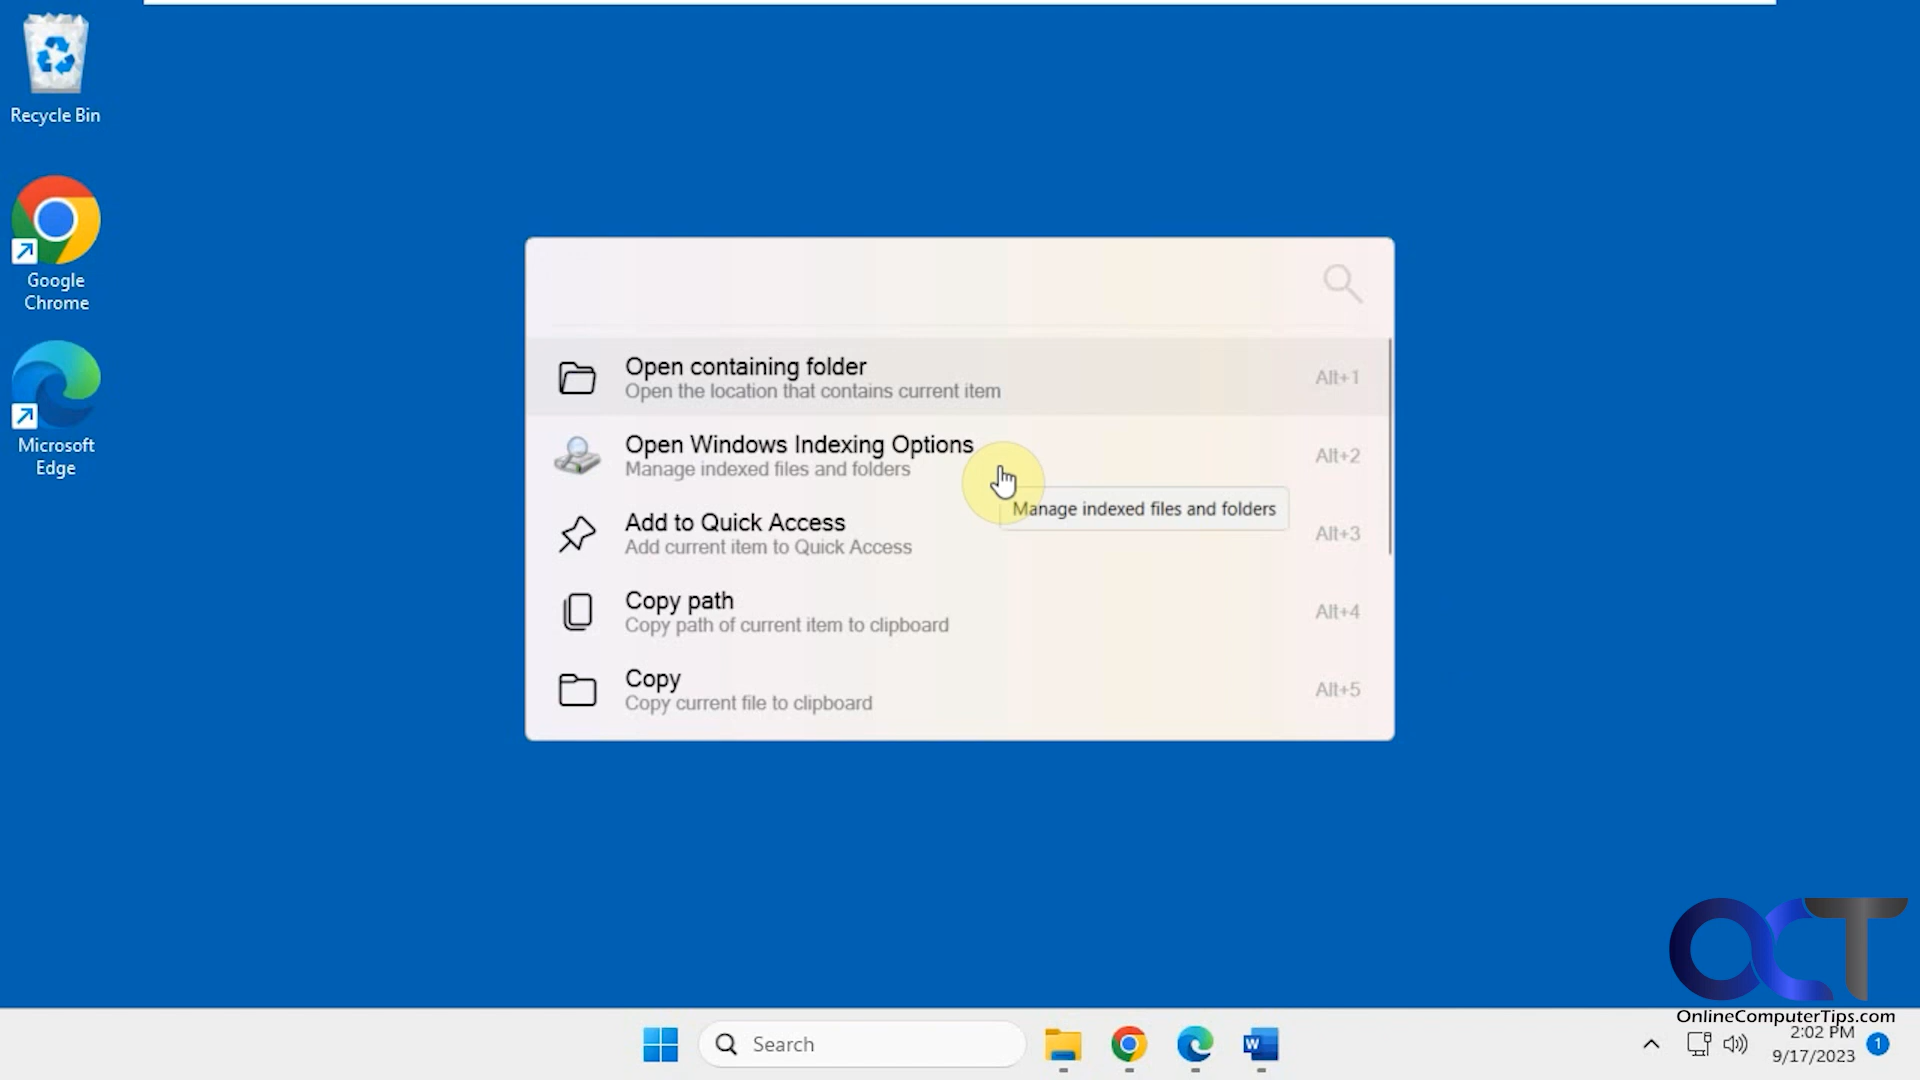 Recycle Bin
Google
Chrome
Microsoft
Edge
Open containing folder
Open the location that contains current item
Alt+1
Open Windows Indexing Options
Manage indexed files and folders
Alt+2
Manage indexed files and folders
Add to Quick Access
Add current item to Quick Access
Alt+3
Copy path
Copy path of current item to clipboard
Alt+4
Copy
Copy current file to clipboard
Alt+5
OCT
OnlineComputerTips.com
Search
W
2:02 PM
9/17/2023
1